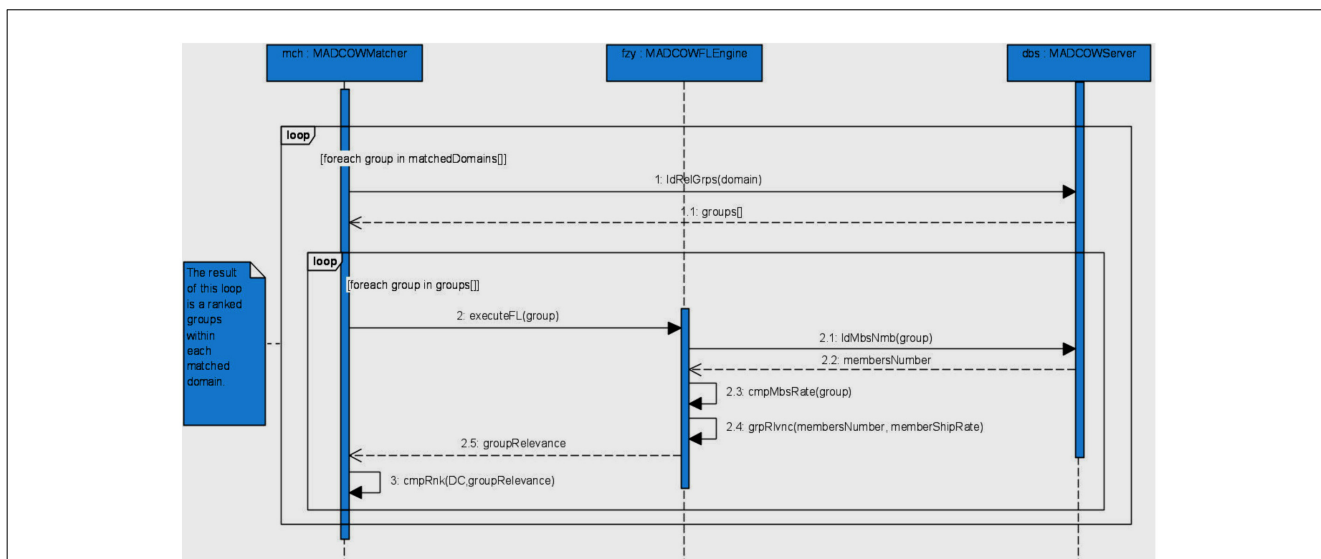 mch : MADCOWMatcher
fzy : MADCOWFLEngine
dbs : MADCOWServer
loop
[foreach group in matchedDomains[]]
1: ldRelGrps(domain)
1.1: groups[]
loop
[foreach group in groups[]]
The result
of this loop
is a ranked
groups
within
each
matched
domain.
2: executeFL(group)
2.1: ldMbsNmb(group)
2.2: membersNumber
2.3: cmpMbsRate(group)
2.4: grpRlvnc(membersNumber, memberShipRate)
2.5: groupRelevance
3: cmpRnk(DC,groupRelevance)